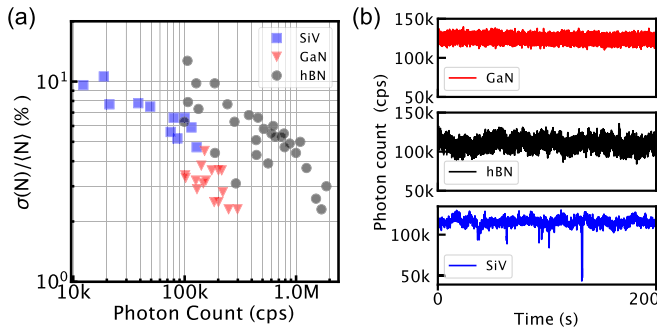 (a)
σ(N)/⟨N⟩ (%)
10¹
10⁰
SiV
GaN
hBN
10k
100k
1.0M
Photon Count (cps)
(b)
Photon count (cps)
150k
100k
50k
GaN
150k
100k
50k
hBN
100k
50k
SiV
0
200
Time (s)